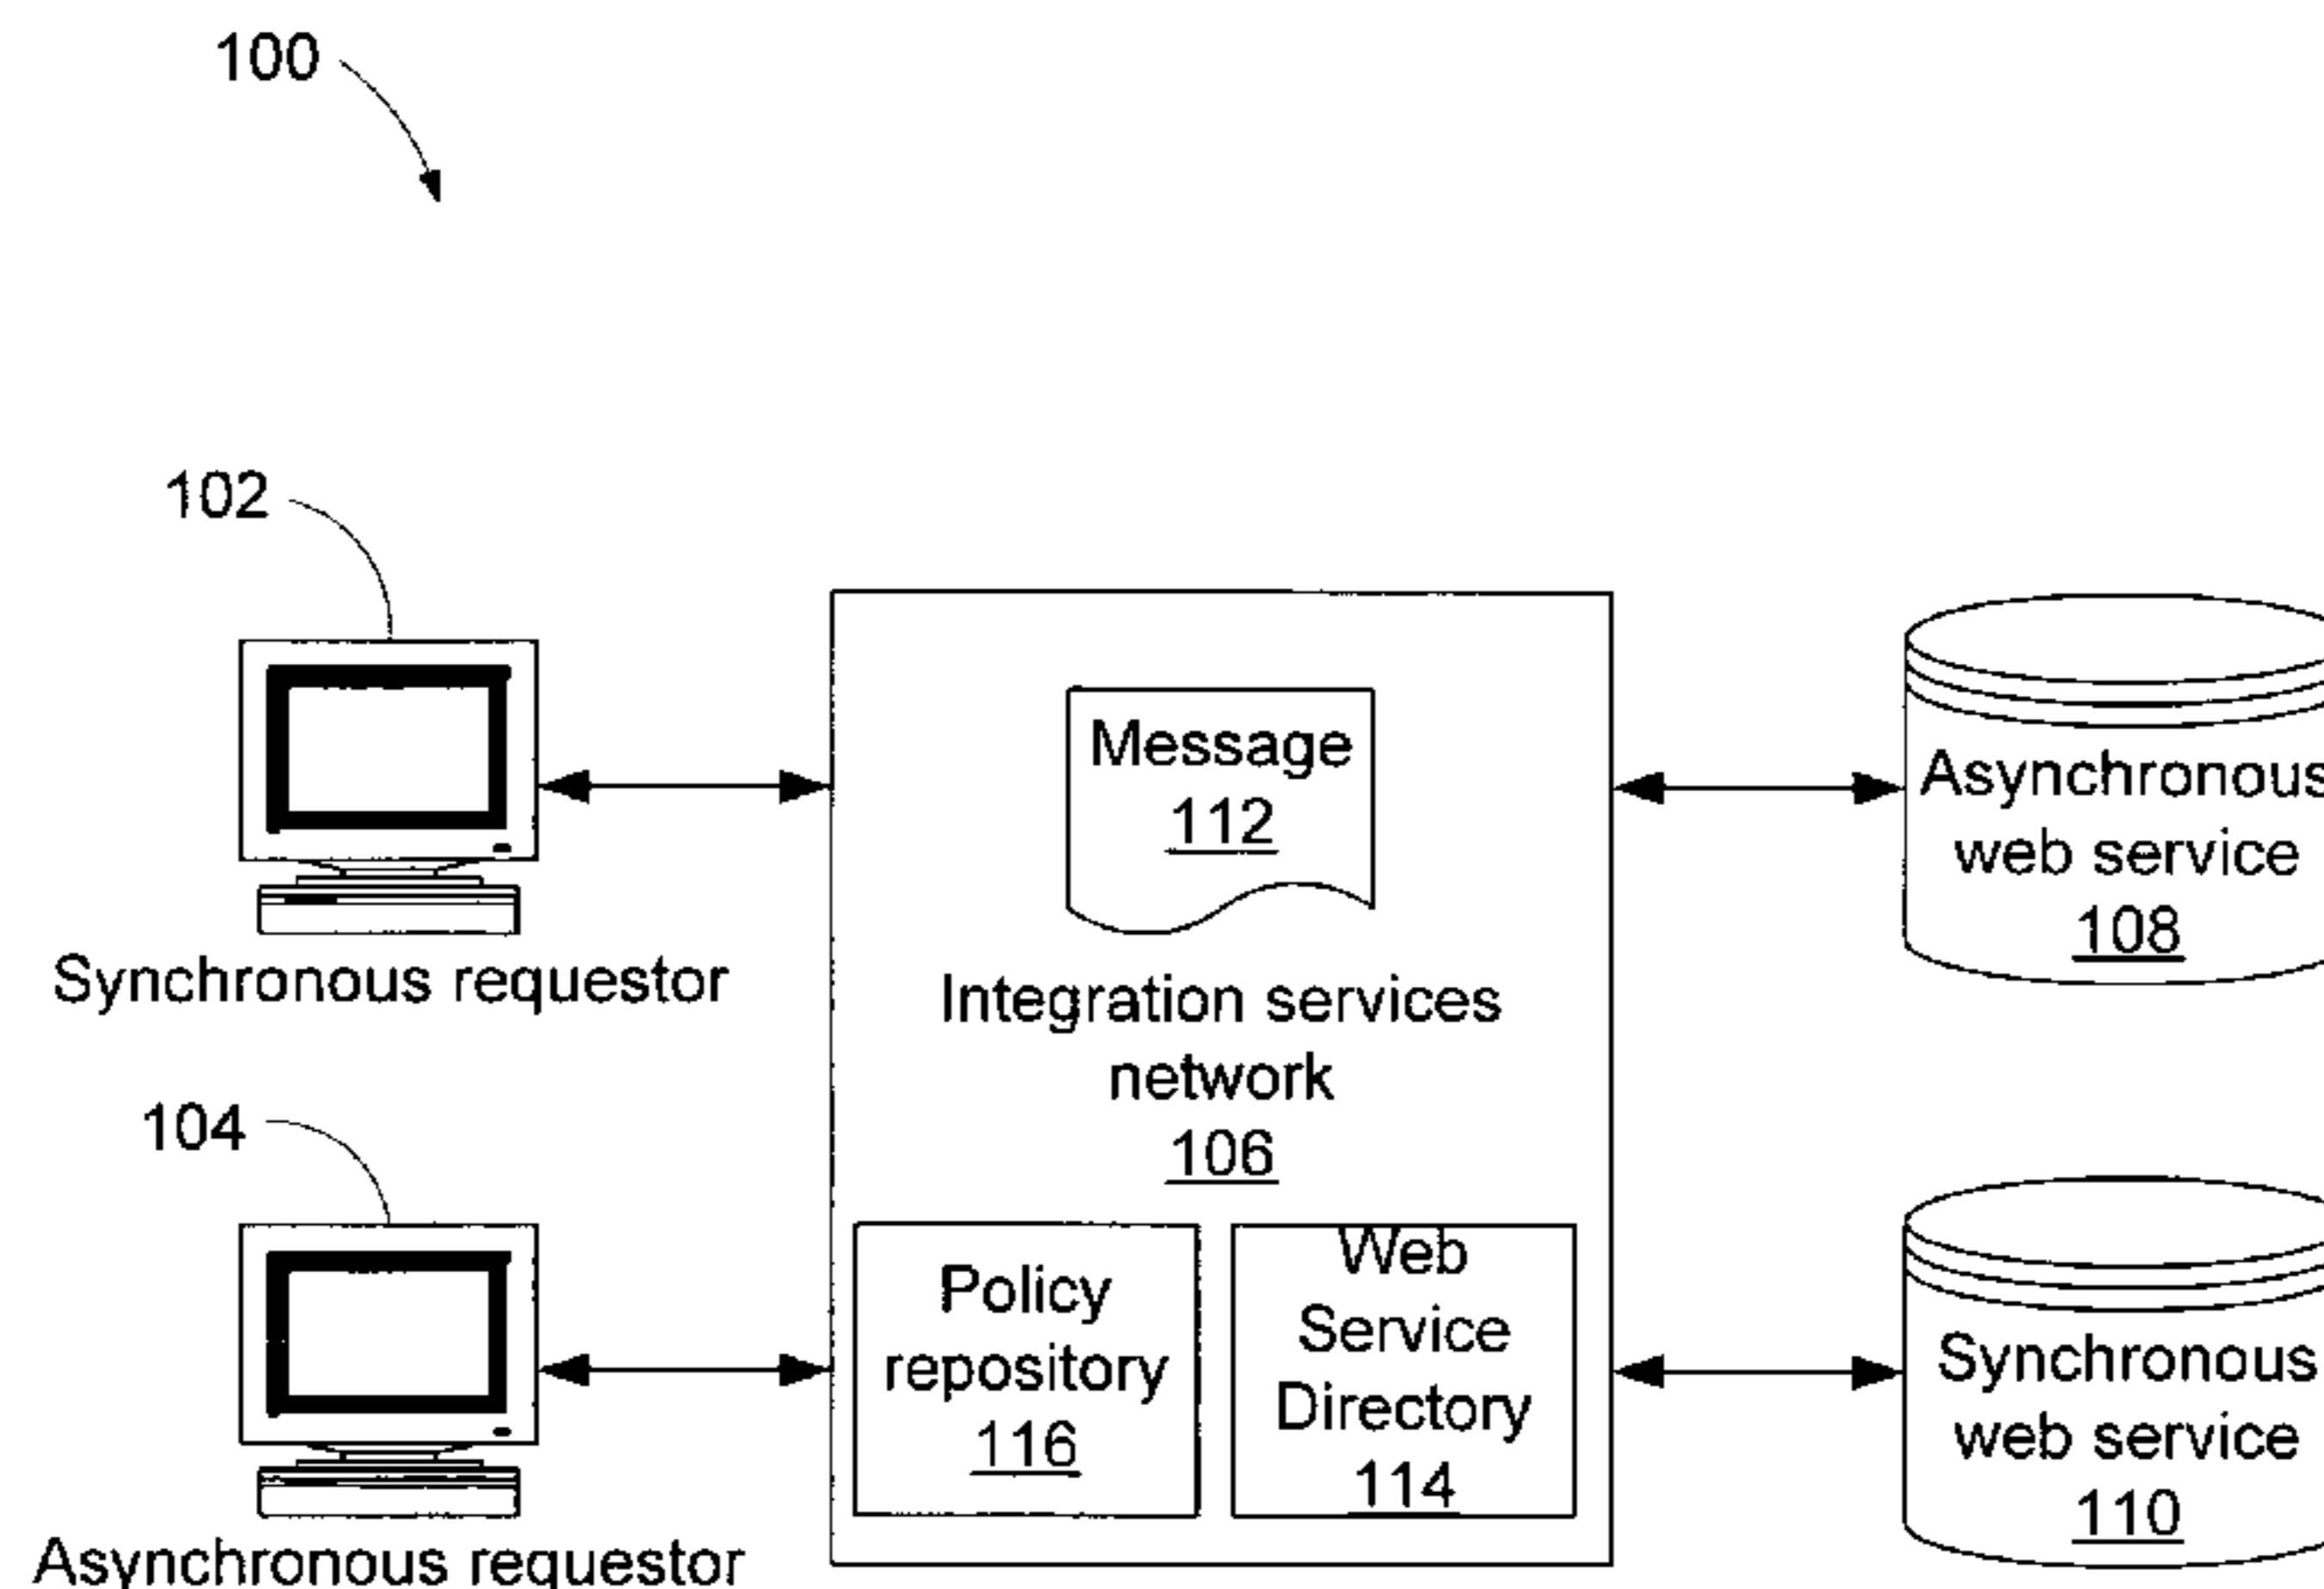 100
102
Synchronous requestor
104
Asynchronous requestor
Message
112
Integration services
network
106
Policy
repository
116
Web
Service
Directory
114
Asynchronous
web service
108
Synchronous
web service
110